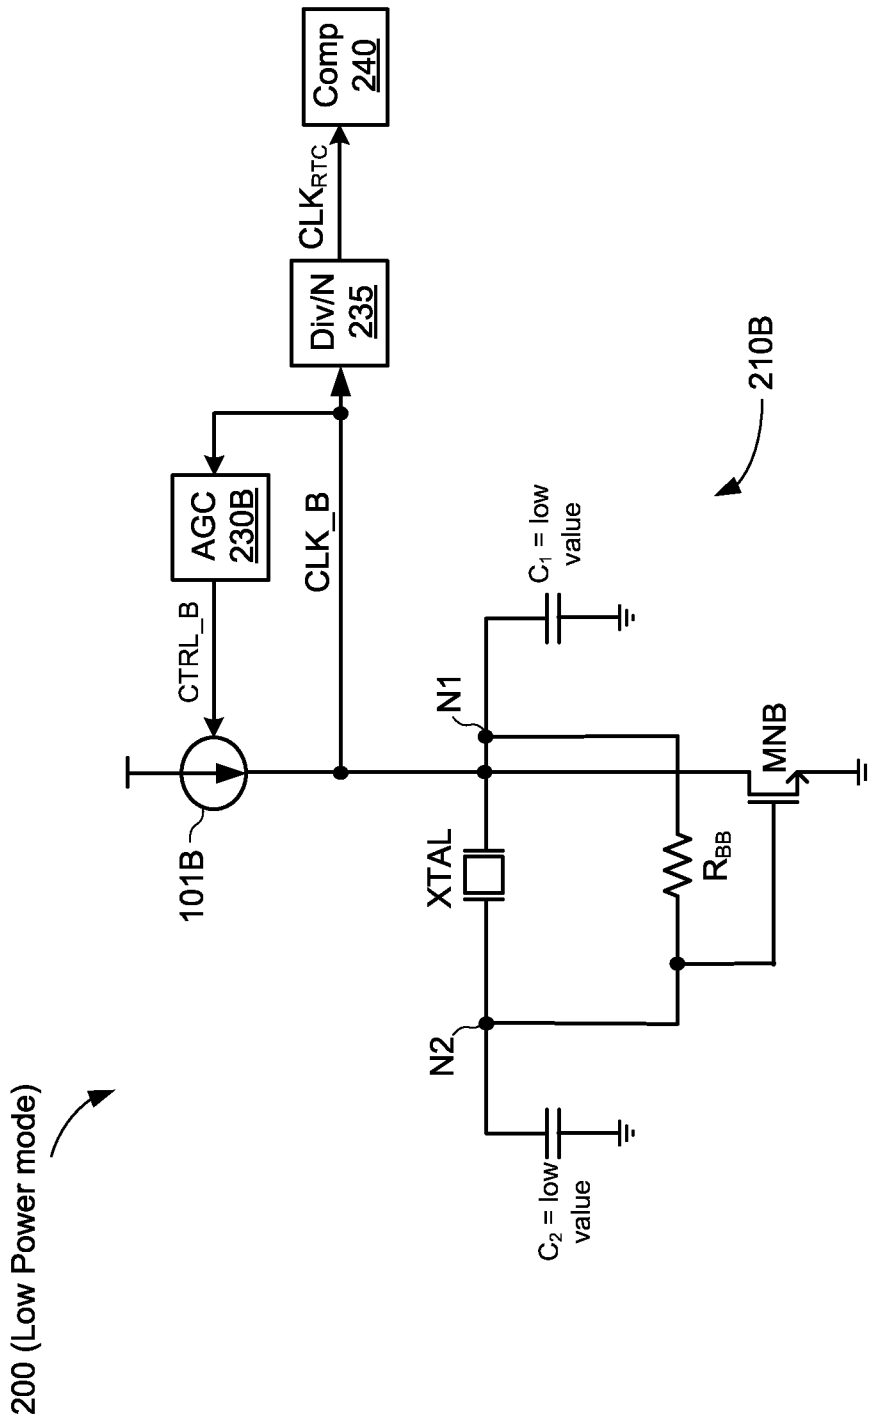 200 (Low Power mode)
101B
CTRL_B
AGC
230B
CLK_B
Div/N
235
CLK_RTC
Comp
240
N2
XTAL
N1
C₂ = low
value
C₁ = low
value
R_BB
MNB
210B